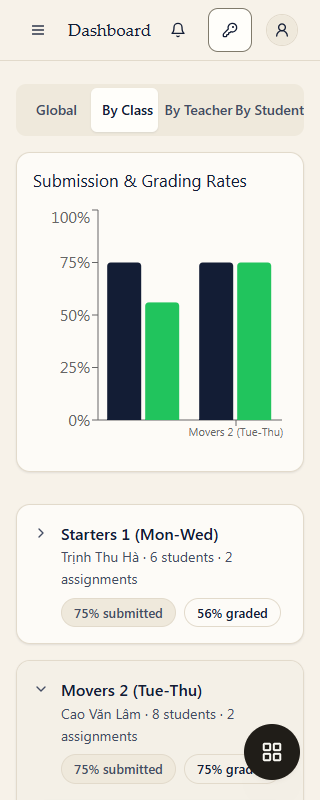 Dashboard
Global By Class By Teacher By Student
Submission & Grading Rates
100%
75%
50%
25%
0%
Movers 2 (Tue-Thu)
Starters 1 (Mon-Wed)
Trịnh Thu Hà · 6 students · 2
assignments
75% submitted 56% graded
Movers 2 (Tue-Thu)
Cao Văn Lâm · 8 students · 2
assignments
75% submitted 75% grad